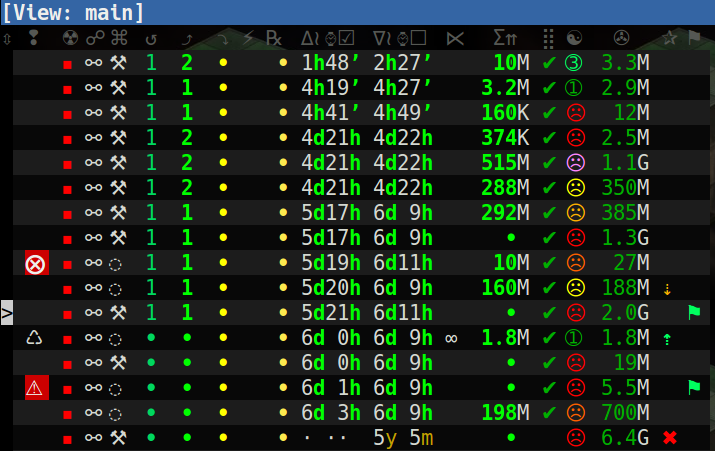 [View: main]
⇳ ❢ ☢ ☍ ⌘ ↺ ⤴ ⤵ ⚡ ℞ ∆≀ ⌚☑ ∇≀ ⌚☐ ⋉ Σ⇈ ⣿ ☯ ✇ ✰ ⚑
▪ ⚯ ⚒ 1 2 • • 1h48’ 2h27’ 10M ✔ ③ 3.3M
▪ ⚯ ⚒ 1 1 • • 4h19’ 4h27’ 3.2M ✔ ① 2.9M
▪ ⚯ ⚒ 1 1 • • 4h41’ 4h49’ 160K ✔ ☹ 12M
▪ ⚯ ⚒ 1 2 • • 4d21h 4d22h 374K ✔ ☹ 2.5M
▪ ⚯ ⚒ 1 2 • • 4d21h 4d22h 515M ✔ ☹ 1.1G
▪ ⚯ ⚒ 1 2 • • 4d21h 4d22h 288M ✔ ☹ 350M
▪ ⚯ ⚒ 1 1 • • 5d17h 6d 9h 292M ✔ ☹ 385M
▪ ⚯ ⚒ 1 1 • • 5d17h 6d 9h • ☹ 1.3G
⊗ ▪ ⚯ ◌ 1 1 • • 5d19h 6d11h 10M ✔ ☹ 27M
▪ ⚯ ◌ 1 1 • • 5d20h 6d 9h 160M ✔ ☹ 188M ⇣
> ▪ ⚯ ⚒ 1 1 • • 5d21h 6d11h • ✔ ☹ 2.0G ⚑
♺ ▪ ⚯ ◌ • • • • 6d 0h 6d 9h ∞ 1.8M ✔ ① 1.8M ⇡
▪ ⚯ ⚒ • • • • 6d 0h 6d 9h • ☹ 19M
⚠ ▪ ⚯ ◌ • • • • 6d 1h 6d 9h • ✔ ☹ 5.5M ⚑
▪ ⚯ ◌ • • • • 6d 3h 6d 9h 198M ✔ ☹ 700M
▪ ⚯ ⚒ • • • • · ·· 5y 5m • ☹ 6.4G ✖